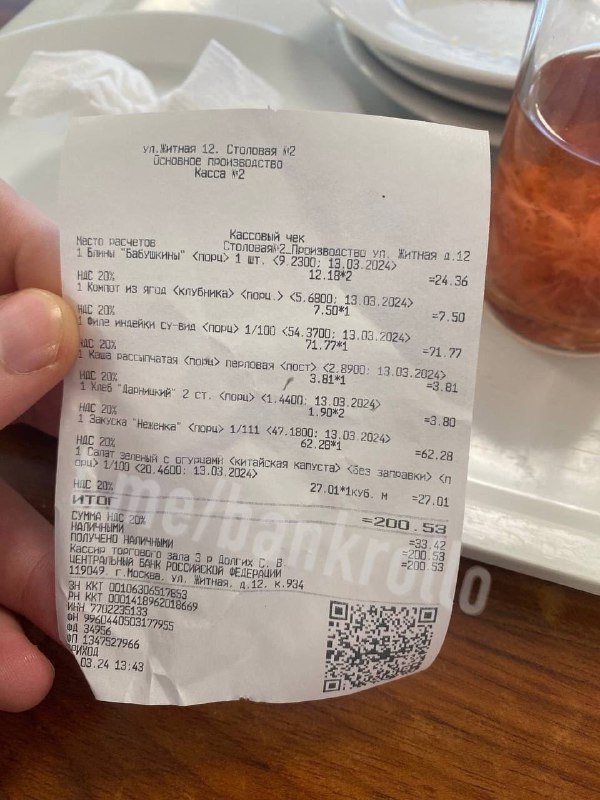 ул.Житная 12. Столовая №2
Основное производство
Касса №2
Кассовый чек
Место расчетов Столовая№2_Производство ул. Житная д.12
1 Блины "Бабушкины" <порц> 1 шт. <9.2300; 13.03.2024>
12.18*2 =24.36
НДС 20%
1 Компот из ягод <клубника> <порц.> <5.6800; 13.03.2024>
7.50*1 =7.50
НДС 20%
1 Филе индейки су-вид <порц> 1/100 <54.3700; 13.03.2024>
71.77*1 =71.77
НДС 20%
1 Каша рассыпчатая <порц> перловая <пост> <2.8900; 13.03.2024>
3.81*1 =3.81
НДС 20%
1 Хлеб "Дарницкий" 2 ст. <порц> <1.4400; 13.03.2024>
1.90*2 =3.80
НДС 20%
1 Закуска "Неженка" <порц> 1/111 <47.1800; 13.03.2024>
62.28*1 =62.28
НДС 20%
1 Салат зеленый с огурцами <китайская капуста> <без заправки> <п
орц> 1/100 <20.4600; 13.03.2024>
27.01*1куб. м =27.01
НДС 20%
ИТОГ =200.53
СУММА НДС 20% =33.42
НАЛИЧНЫМИ =200.53
ПОЛУЧЕНО НАЛИЧНЫМИ =200.53
Кассир торгового зала 3 р Долгих С. В
ЦЕНТРАЛЬНЫЙ БАНК РОССИЙСКОЙ ФЕДЕРАЦИИ
119049, г.Москва, ул. Житная, д.12, к.934
ЗН ККТ 00106306517853
РН ККТ 0001418962018669
ИНН 7702235133
ФН 9960440503177955
ФД 34956
ФП 1347527966
РИХОД
.03.24 13:43
me/bankrollo